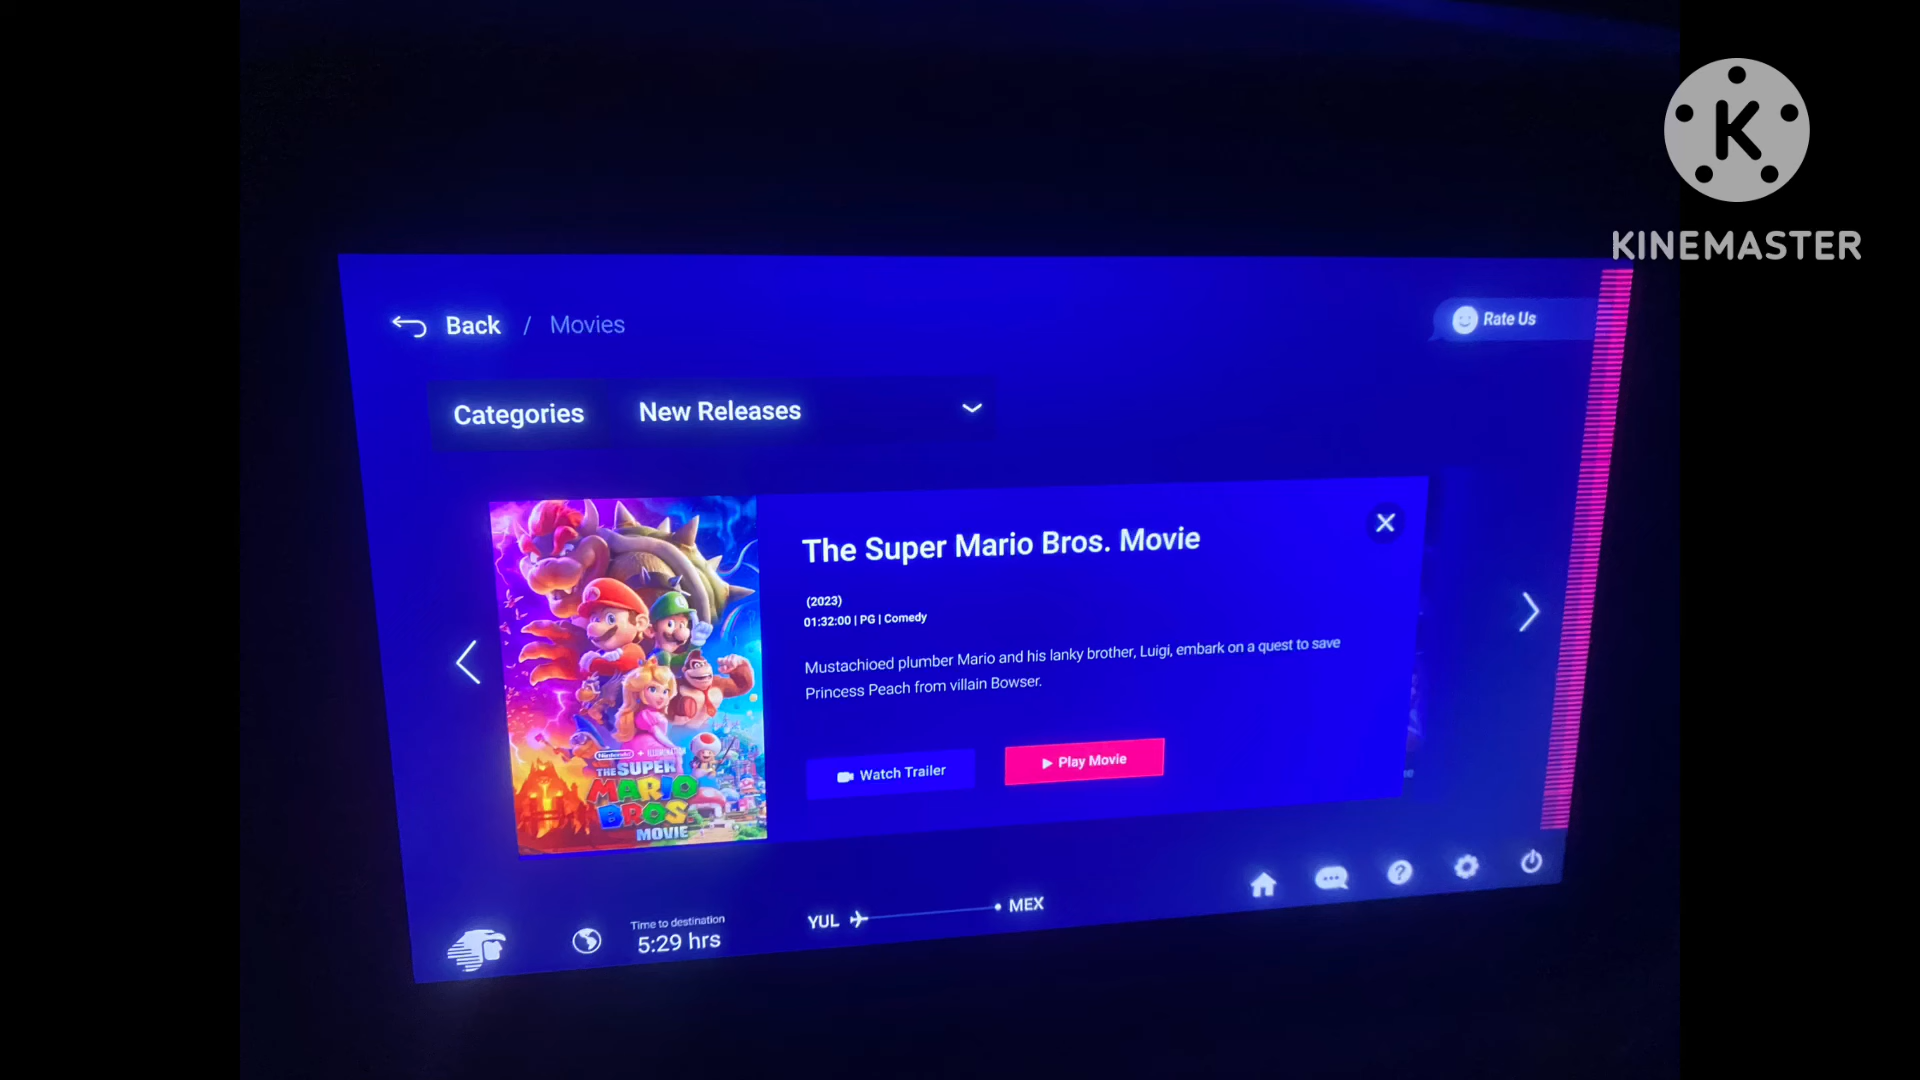 K
KINEMASTER
Back / Movies
Rate Us
Categories
New Releases
The Super Mario Bros. Movie
(2023)
01:32:00 | PG | Comedy
Mustachioed plumber Mario and his lanky brother, Luigi, embark on a quest to save
Princess Peach from villain Bowser.
Watch Trailer
Play Movie
Nintendo + ILLUMINATION
THE SUPER
MARIO
BROS.
MOVIE
Time to destination
5:29 hrs
YUL
MEX